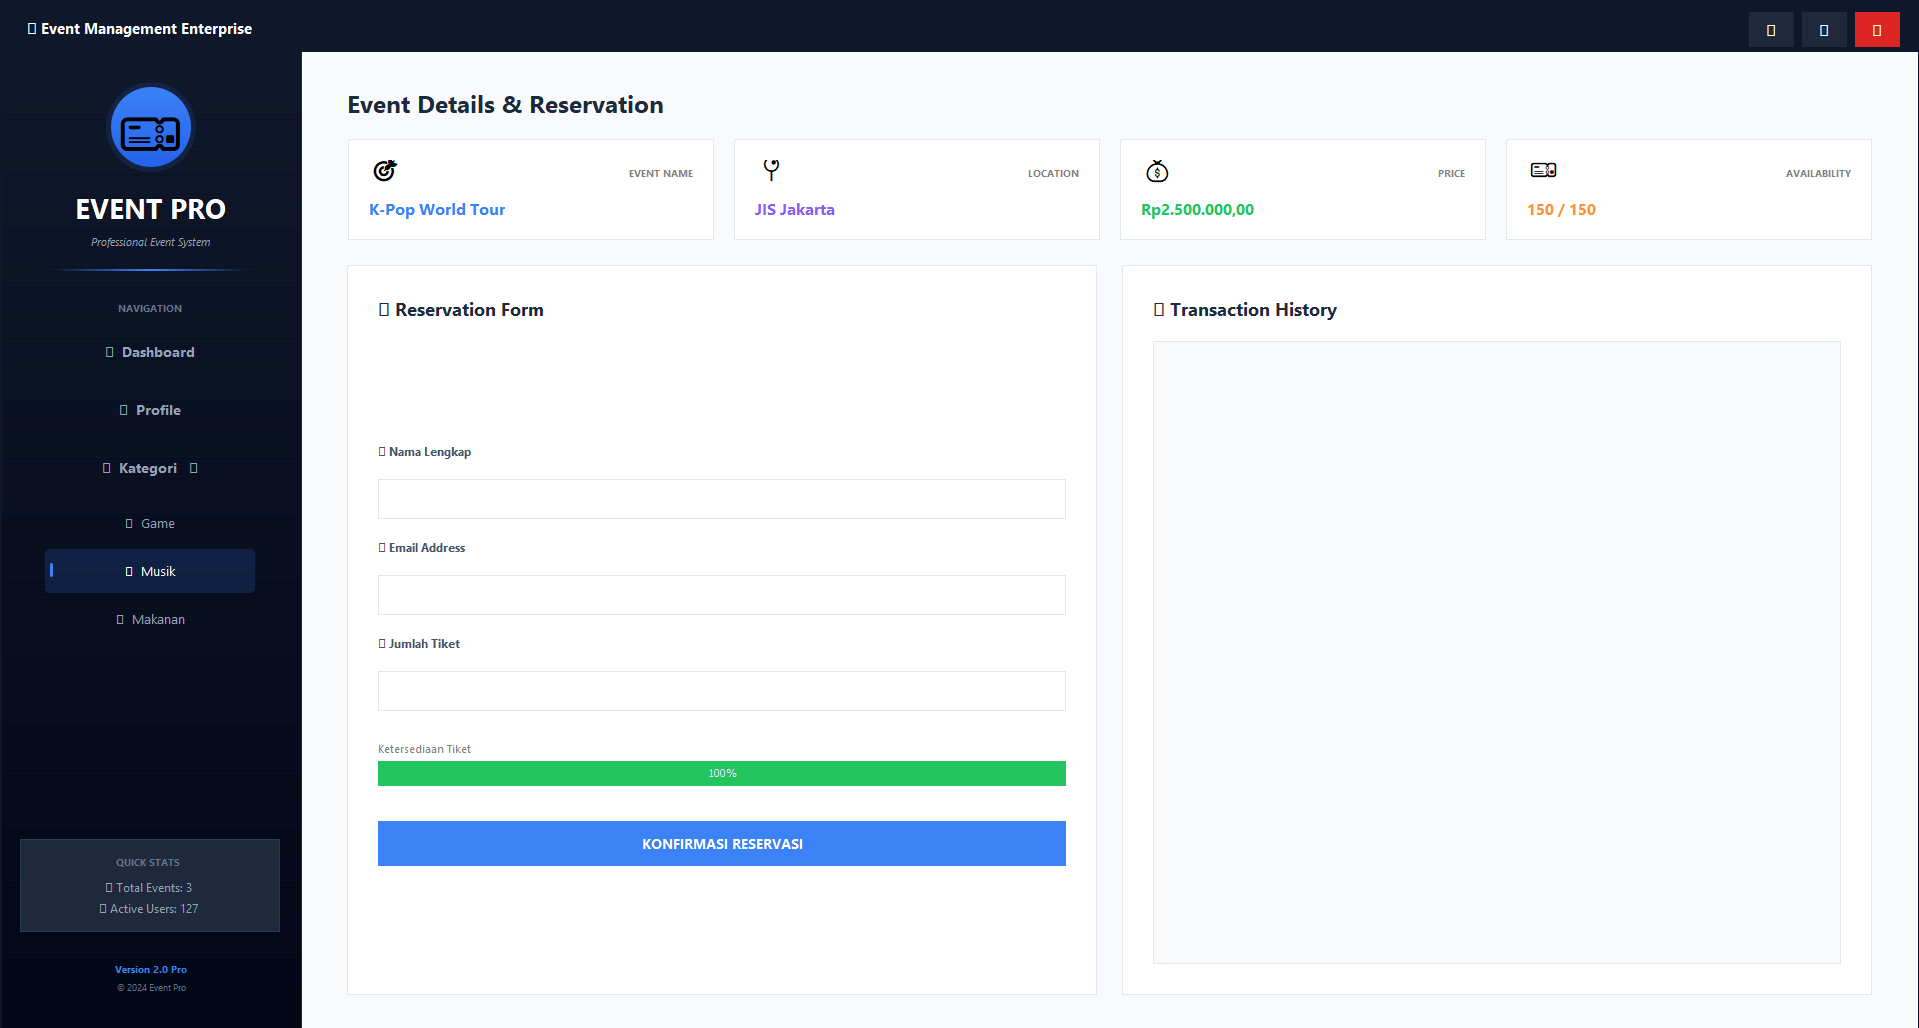 Event Management Enterprise
EVENT PRO
Professional Event System
NAVIGATION
Dashboard
Profile
Kategori
Game
Musik
Makanan
QUICK STATS
Total Events: 3
Active Users: 127
Version 2.0 Pro
© 2024 Event Pro
Event Details & Reservation
EVENT NAME
K-Pop World Tour
LOCATION
JIS Jakarta
PRICE
Rp2.500.000,00
AVAILABILITY
150 / 150
Reservation Form
Nama Lengkap
Email Address
Jumlah Tiket
Ketersediaan Tiket
100%
KONFIRMASI RESERVASI
Transaction History